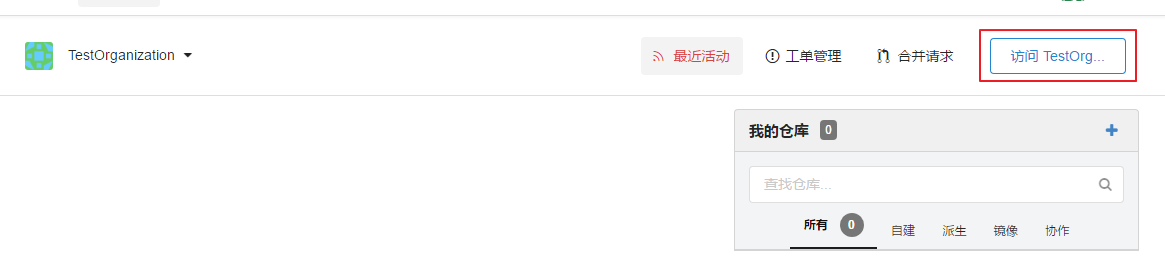 TestOrganization 最近活动 工单管理 合并请求 访问 TestOrg...
我的仓库 0
查找仓库...
所有 0 自建 派生 镜像 协作